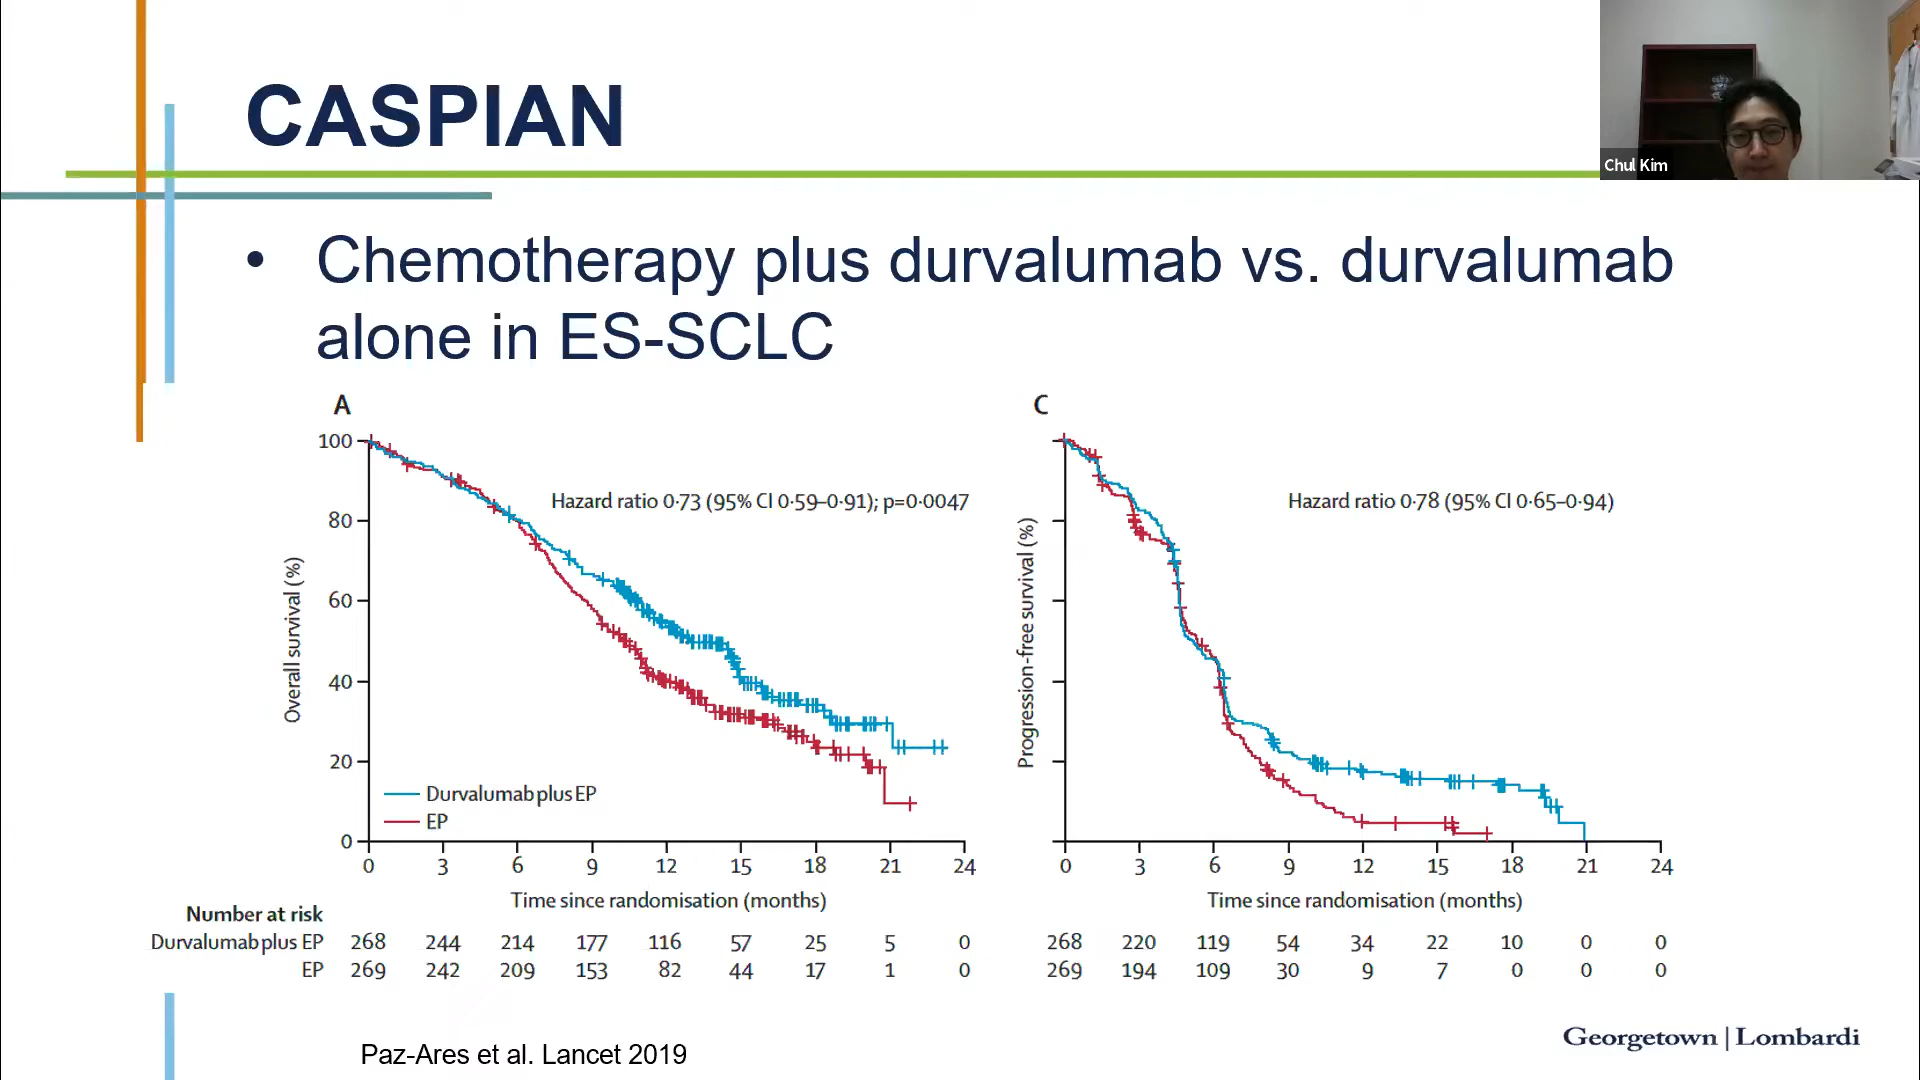 CASPIAN
Chul Kim
• Chemotherapy plus durvalumab vs. durvalumab
alone in ES-SCLC
A
Hazard ratio 0·73 (95% CI 0·59–0·91); p=0·0047
Overall survival (%)
100
80
60
40
20
0
Durvalumab plus EP
EP
0 3 6 9 12 15 18 21 24
Time since randomisation (months)
C
Hazard ratio 0·78 (95% CI 0·65–0·94)
Progression-free survival (%)
0 3 6 9 12 15 18 21 24
Time since randomisation (months)
Number at risk
Durvalumab plus EP 268 244 214 177 116 57 25 5 0 268 220 119 54 34 22 10 0 0
EP 269 242 209 153 82 44 17 1 0 269 194 109 30 9 7 0 0 0
Georgetown | Lombardi
Paz-Ares et al. Lancet 2019